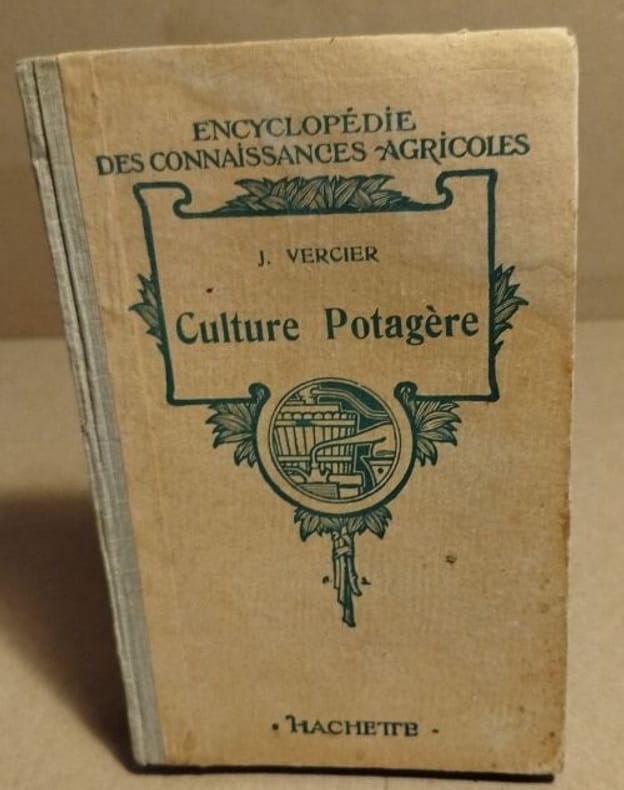 ENCYCLOPÉDIE
DES CONNAISSANCES AGRICOLES
J. VERCIER
Culture Potagère
HACHETTE